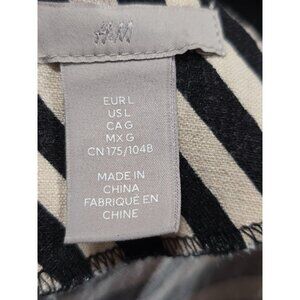 H&M
EUR L
US L
CA G
MX G
CN 175/104B
MADE IN
CHINA
FABRIQUÉ EN
CHINE